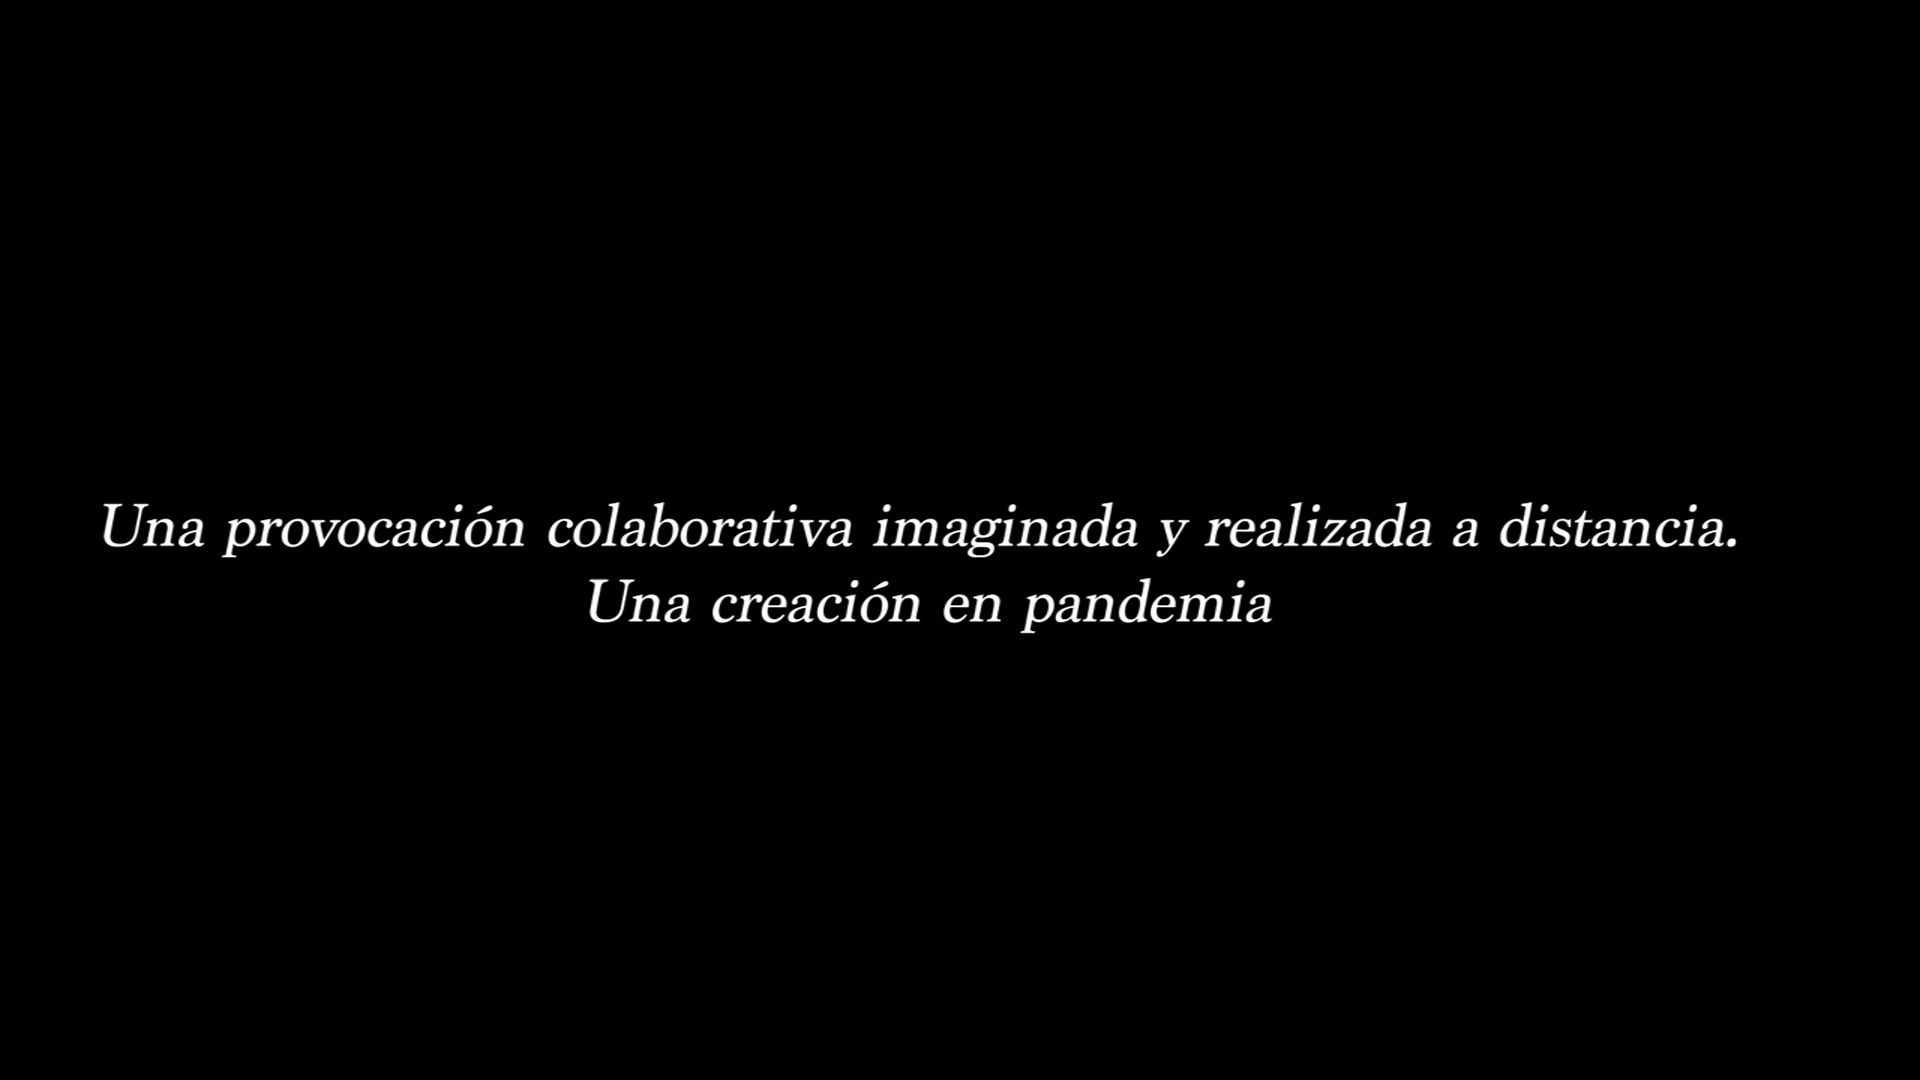 Una provocación colaborativa imaginada y realizada a distancia.
Una creación en pandemia